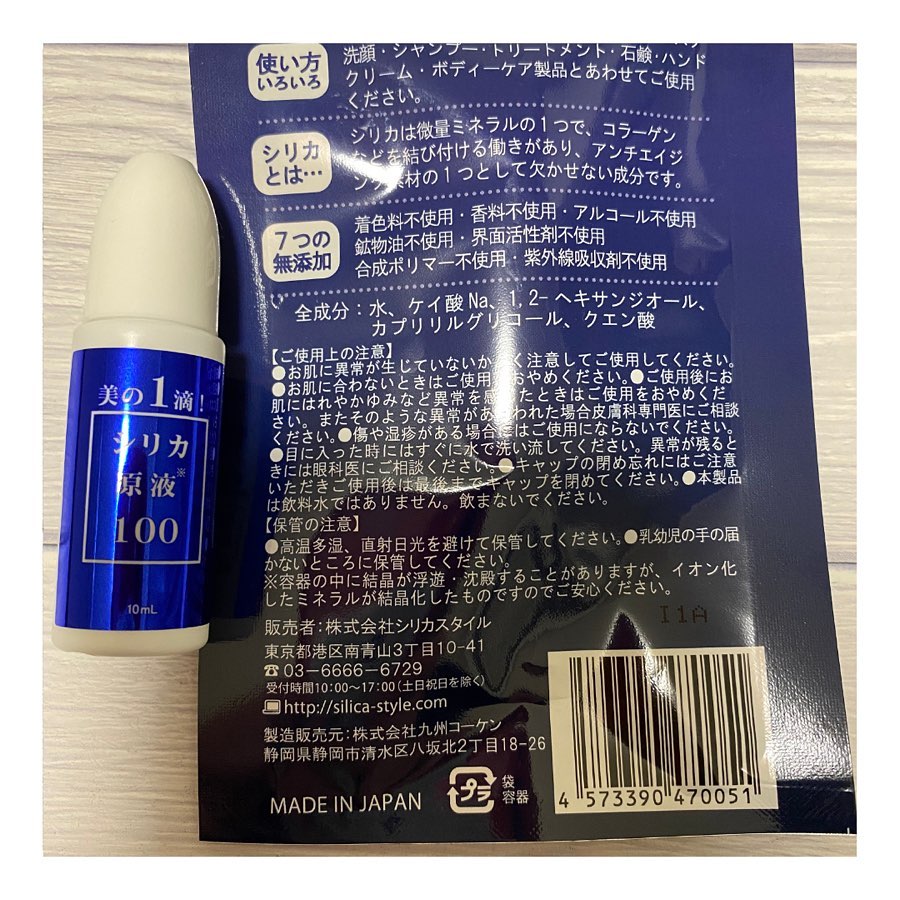 美の1滴!
シリカ
原液※
100
10mL
使い方
いろいろ
洗顔・シャンプー・トリートメント・石鹸・ハンド
クリーム・ボディーケア製品とあわせてご使用
ください。
シリカ
とは…
シリカは微量ミネラルの1つで、コラーゲン
などを結び付ける働きがあり、アンチエイジ
ング素材の1つとして欠かせない成分です。
7つの
無添加
着色料不使用・香料不使用・アルコール不使用
鉱物油不使用・界面活性剤不使用
合成ポリマー不使用・紫外線吸収剤不使用
全成分:水、ケイ酸Na、1,2-ヘキサンジオール、
カプリリルグリコール、クエン酸
【ご使用上の注意】
●お肌に異常が生じていないかよく注意してご使用してください。
●お肌に合わないときはご使用をおやめください。●ご使用後にお
肌にはれやかゆみなど異常を感じたときはご使用をおやめくだ
さい。またそのような異常があらわれた場合皮膚科専門医にご相談
ください。●傷や湿疹がある場合にはご使用にならないでください。
●目に入った時にはすぐに水で洗い流してください。異常が残ると
きには眼科医にご相談ください。●キャップの閉め忘れにはご注意
いただきご使用後は最後までキャップを閉めてください。●本製品
は飲料水ではありません。飲まないでください。
【保管の注意】
●高温多湿、直射日光を避けて保管してください。●乳幼児の手の届
かないところに保管してください。
※容器の中に結晶が浮遊・沈殿することがありますが、イオン化
したミネラルが結晶化したものですのでご安心ください。
I1A
販売者:株式会社シリカスタイル
東京都港区南青山3丁目10-41
☎03-6666-6729
受付時間10:00〜17:00(土日祝日を除く)
http://silica-style.com
製造販売元:株式会社九州コーケン
静岡県静岡市清水区八坂北2丁目18-26
MADE IN JAPAN
プラ
袋
容器
4 573390 470051